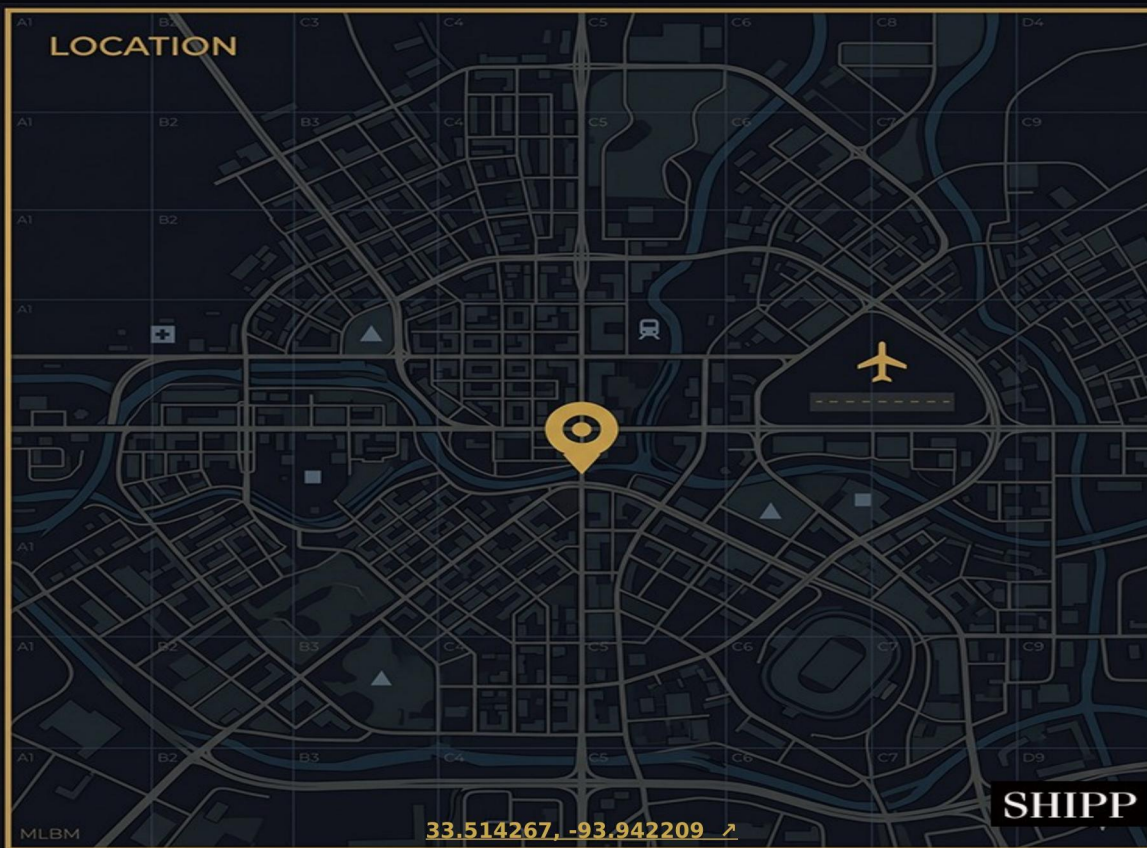 A1 B2 C3 C4 C5 C6 C8 D4
LOCATION
A1 B2 B3 C4 C5 C6 C7 C9
A1 B2
A1
A1
A1 B2 B3 C4 C5 C6 C7 C9
A1 B2 B3 C4 C5 C6 C7 D9
SHIPP
MLBM
33.514267, -93.942209 ↗